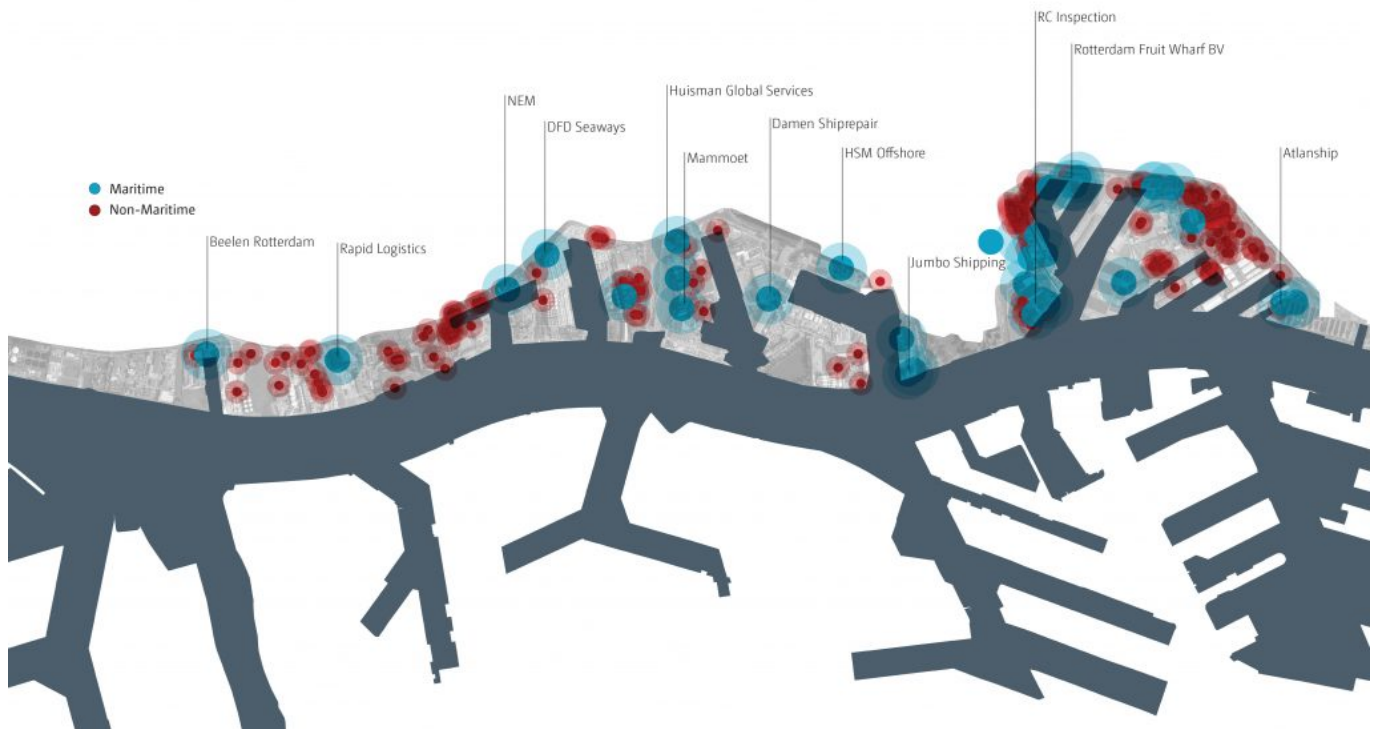 RC Inspection
Rotterdam Fruit Wharf BV
Huisman Global Services
NEM
DFD Seaways
Damen Shiprepair
Mammoet
HSM Offshore
Atlanship
Maritime
Non-Maritime
Beelen Rotterdam
Rapid Logistics
Jumbo Shipping